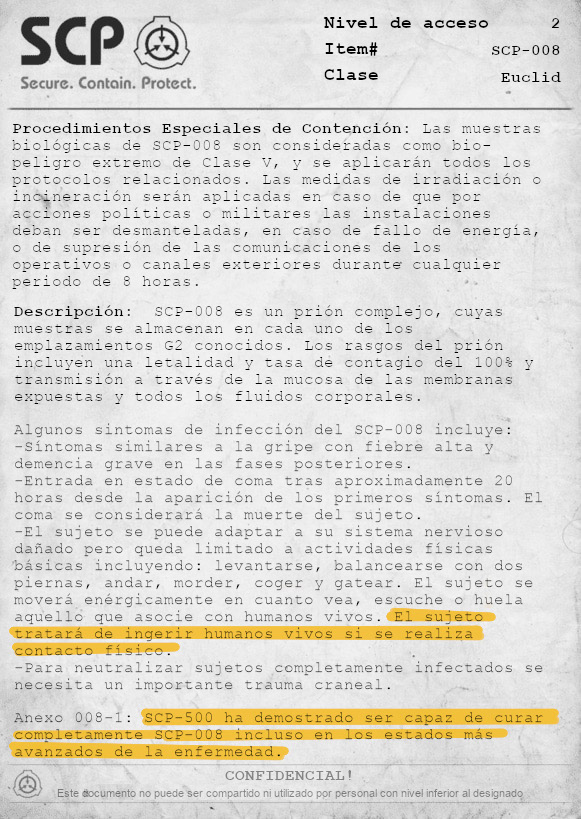 SCP
Secure. Contain. Protect.
Nivel de acceso 2
Item# SCP-008
Clase Euclid
Procedimientos Especiales de Contención: Las muestras
biológicas de SCP-008 son consideradas como bio-
peligro extremo de Clase V, y se aplicarán todos los
protocolos relacionados. Las medidas de irradiación o
incineración serán aplicadas en caso de que por
acciones políticas o militares las instalaciones
deban ser desmanteladas, en caso de fallo de energía,
o de supresión de las comunicaciones de los
operativos o canales exteriores durante cualquier
periodo de 8 horas.
Descripción: SCP-008 es un prión complejo, cuyas
muestras se almacenan en cada uno de los
emplazamientos G2 conocidos. Los rasgos del prión
incluyen una letalidad y tasa de contagio del 100% y
transmisión a través de la mucosa de las membranas
expuestas y todos los fluidos corporales.
Algunos sintomas de infección del SCP-008 incluye:
-Síntomas similares a la gripe con fiebre alta y
demencia grave en las fases posteriores.
-Entrada en estado de coma tras aproximadamente 20
horas desde la aparición de los primeros síntomas. El
coma se considerará la muerte del sujeto.
-El sujeto se puede adaptar a su sistema nervioso
dañado pero queda limitado a actividades físicas
básicas incluyendo: levantarse, balancearse con dos
piernas, andar, morder, coger y gatear. El sujeto se
moverá enérgicamente en cuanto vea, escuche o huela
aquello que asocie con humanos vivos. El sujeto
tratará de ingerir humanos vivos si se realiza
contacto físico.
-Para neutralizar sujetos completamente infectados se
necesita un importante trauma craneal.
Anexo 008-1: SCP-500 ha demostrado ser capaz de curar
completamente SCP-008 incluso en los estados más
avanzados de la enfermedad.
CONFIDENCIAL!
Este documento no puede ser compartido ni utilizado por personal con nivel inferior al designado